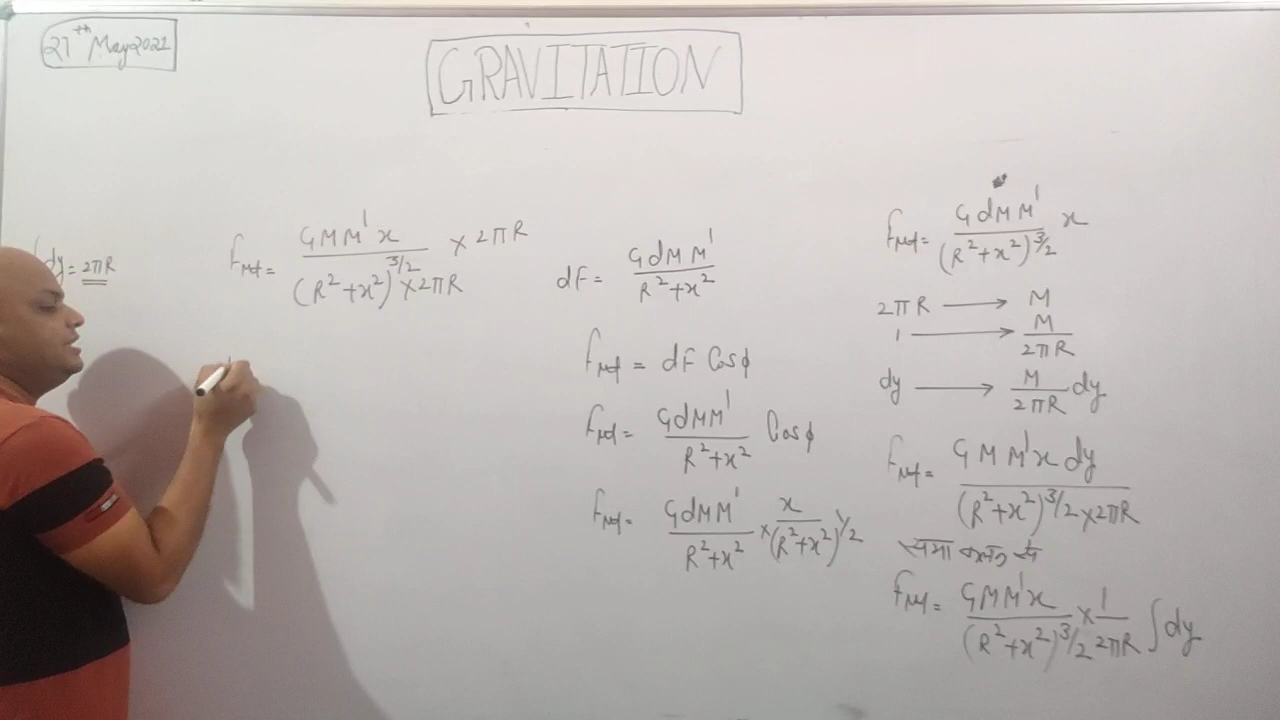 27th May 2021
GRAVITATION
∫dy = 2πR
Fnet = GMM'x / (R²+x²)^3/2 × 2πR × 2πR
dF = GdMM' / R²+x²
Fnet = dF Cosϕ
Fnet = GdMM' / R²+x² Cosϕ
Fnet = GdMM' / R²+x² × x / (R²+x²)^1/2
Fnet = GdMM' / (R²+x²)^3/2 x
2πR ⟶ M
1 ⟶ M / 2πR
dy ⟶ M / 2πR dy
Fnet = GMM'x dy / (R²+x²)^3/2 × 2πR
Fnet = GMM'x / (R²+x²)^3/2 × 1 / 2πR ∫dy